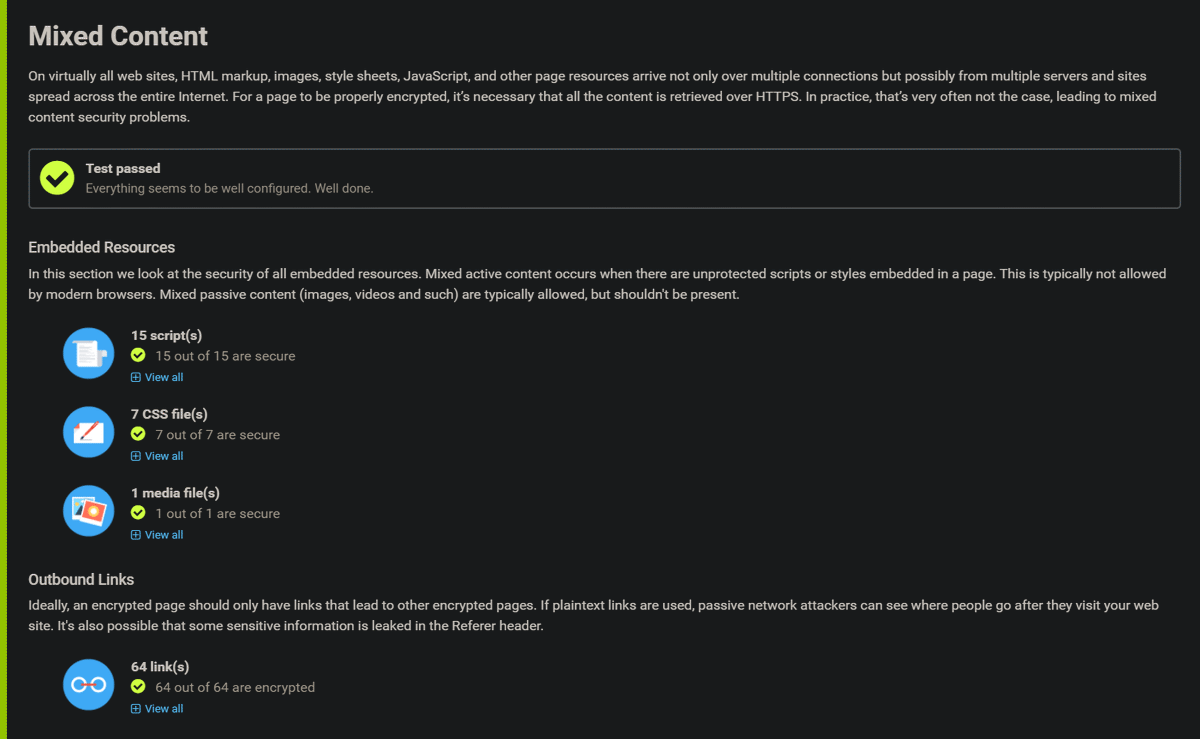 Mixed Content
On virtually all web sites, HTML markup, images, style sheets, JavaScript, and other page resources arrive not only over multiple connections but possibly from multiple servers and sites
spread across the entire Internet. For a page to be properly encrypted, it’s necessary that all the content is retrieved over HTTPS. In practice, that’s very often not the case, leading to mixed
content security problems.
Test passed
Everything seems to be well configured. Well done.
Embedded Resources
In this section we look at the security of all embedded resources. Mixed active content occurs when there are unprotected scripts or styles embedded in a page. This is typically not allowed
by modern browsers. Mixed passive content (images, videos and such) are typically allowed, but shouldn't be present.
15 script(s)
15 out of 15 are secure
View all
7 CSS file(s)
7 out of 7 are secure
View all
1 media file(s)
1 out of 1 are secure
View all
Outbound Links
Ideally, an encrypted page should only have links that lead to other encrypted pages. If plaintext links are used, passive network attackers can see where people go after they visit your web
site. It's also possible that some sensitive information is leaked in the Referer header.
64 link(s)
64 out of 64 are encrypted
View all